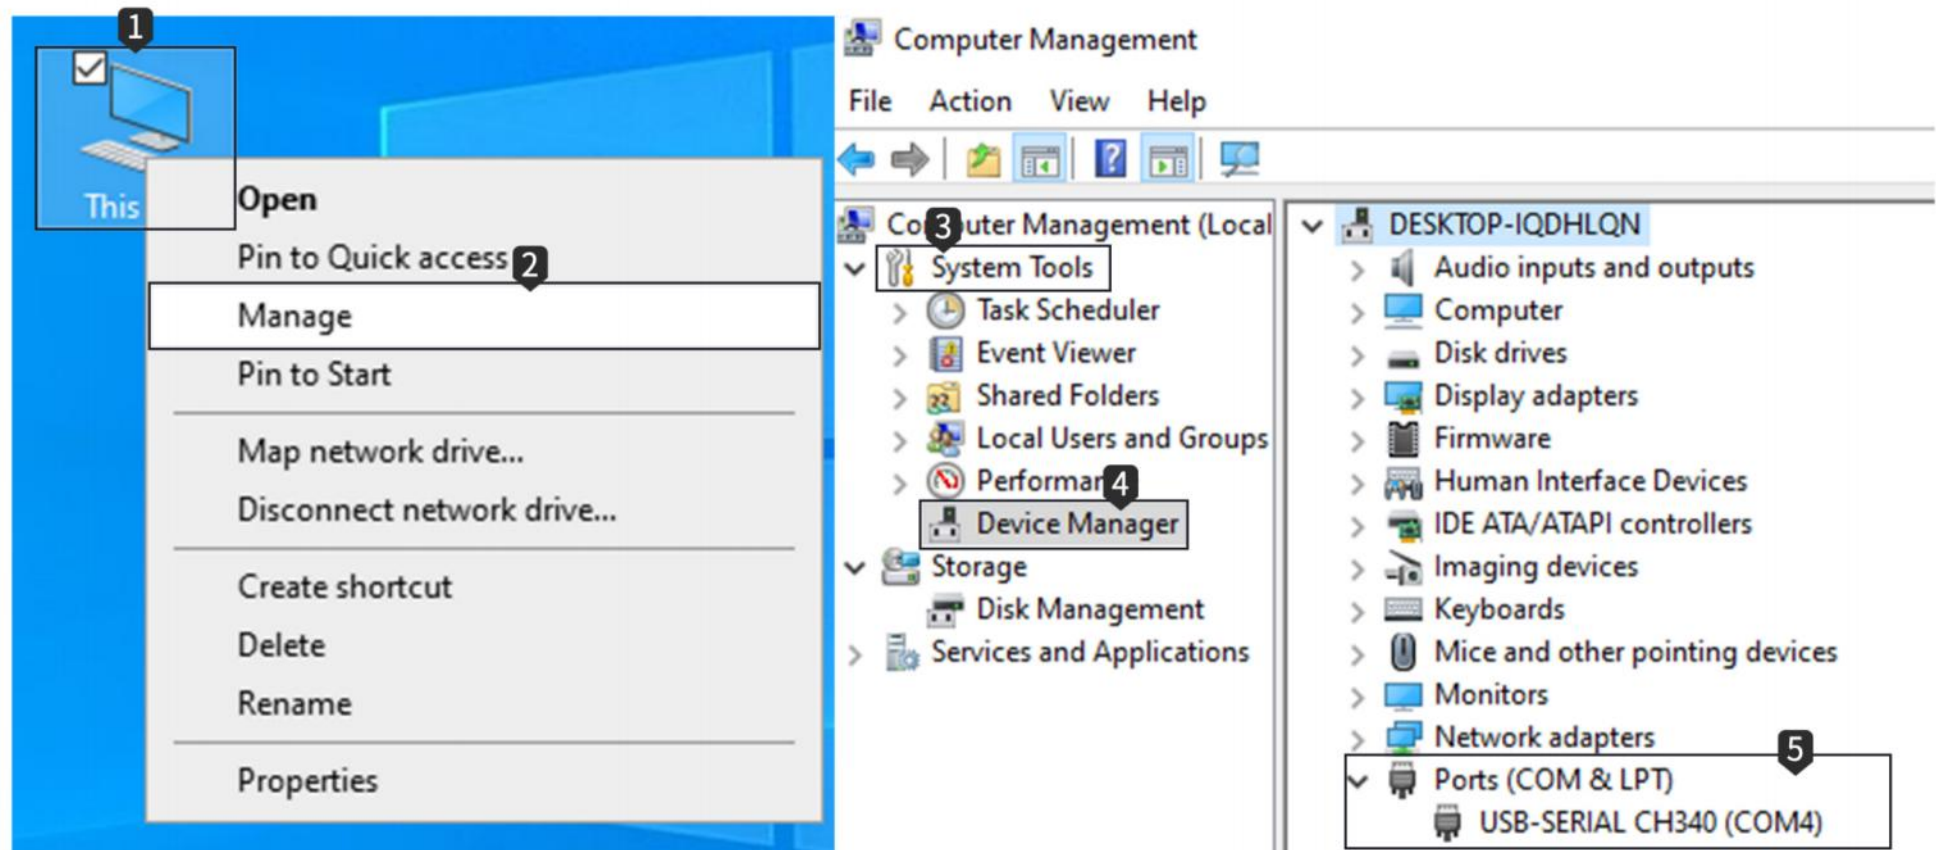 1
This
Open
Pin to Quick access
2
Manage
Pin to Start
Map network drive...
Disconnect network drive...
Create shortcut
Delete
Rename
Properties
Computer Management
File Action View Help
Computer Management (Local
3
System Tools
Task Scheduler
Event Viewer
Shared Folders
Local Users and Groups
Performan
4
Device Manager
Storage
Disk Management
Services and Applications
DESKTOP-IQDHLQN
Audio inputs and outputs
Computer
Disk drives
Display adapters
Firmware
Human Interface Devices
IDE ATA/ATAPI controllers
Imaging devices
Keyboards
Mice and other pointing devices
Monitors
Network adapters
5
Ports (COM & LPT)
USB-SERIAL CH340 (COM4)